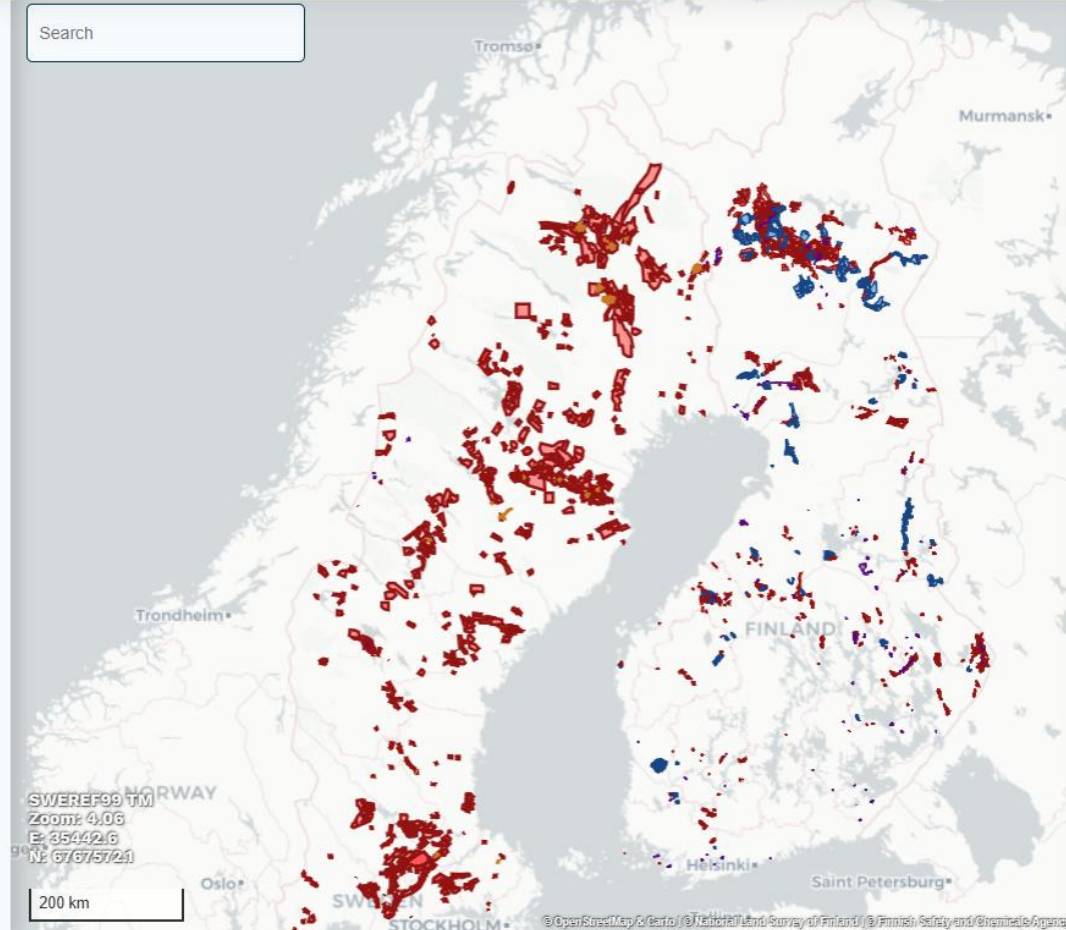 Search
Tromsø
Murmansk
Trondheim
FINLAND
NORWAY
SWEREF99 TM
Zoom: 4.06
E: 35442.6
N: 6767572.1
Oslo
Helsinki
Saint Petersburg
200 km
STOCKHOLM
© OpenStreetMap & Carto | © National Land Survey of Finland | © Finnish Safety and Chemicals Agency